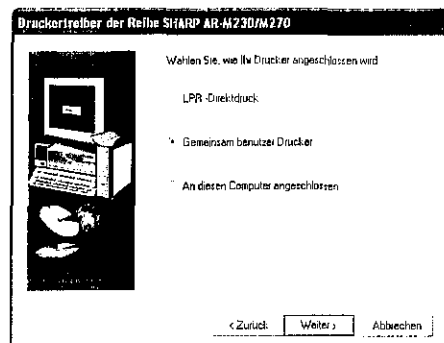 Druckertreiber der Reihe SHARP AR-M230/M270
Wählen Sie, wie Ihr Drucker angeschlossen wird
LPR-Direktdruck
Gemeinsam benutzer Drucker
An diesen Computer angeschlossen
< Zurück Weiter > Abbrechen